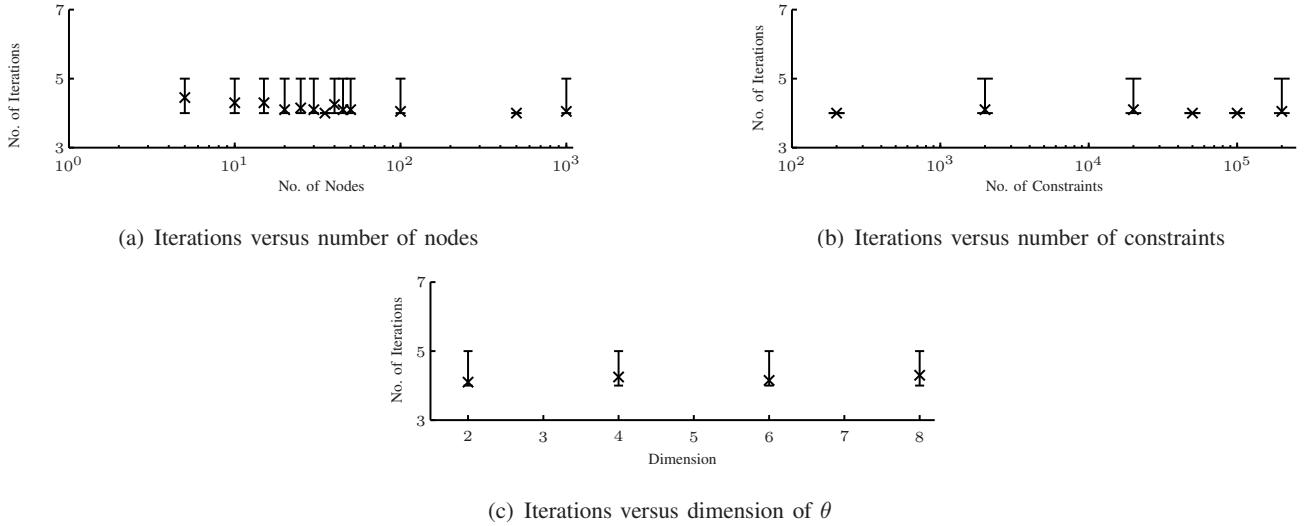 7
5
3
No. of Iterations
10^0
10^1
10^2
10^3
No. of Nodes
(a) Iterations versus number of nodes
7
5
3
No. of Iterations
10^2
10^3
10^4
10^5
No. of Constraints
(b) Iterations versus number of constraints
7
5
3
No. of Iterations
2 3 4 5 6 7 8
Dimension
(c) Iterations versus dimension of θ